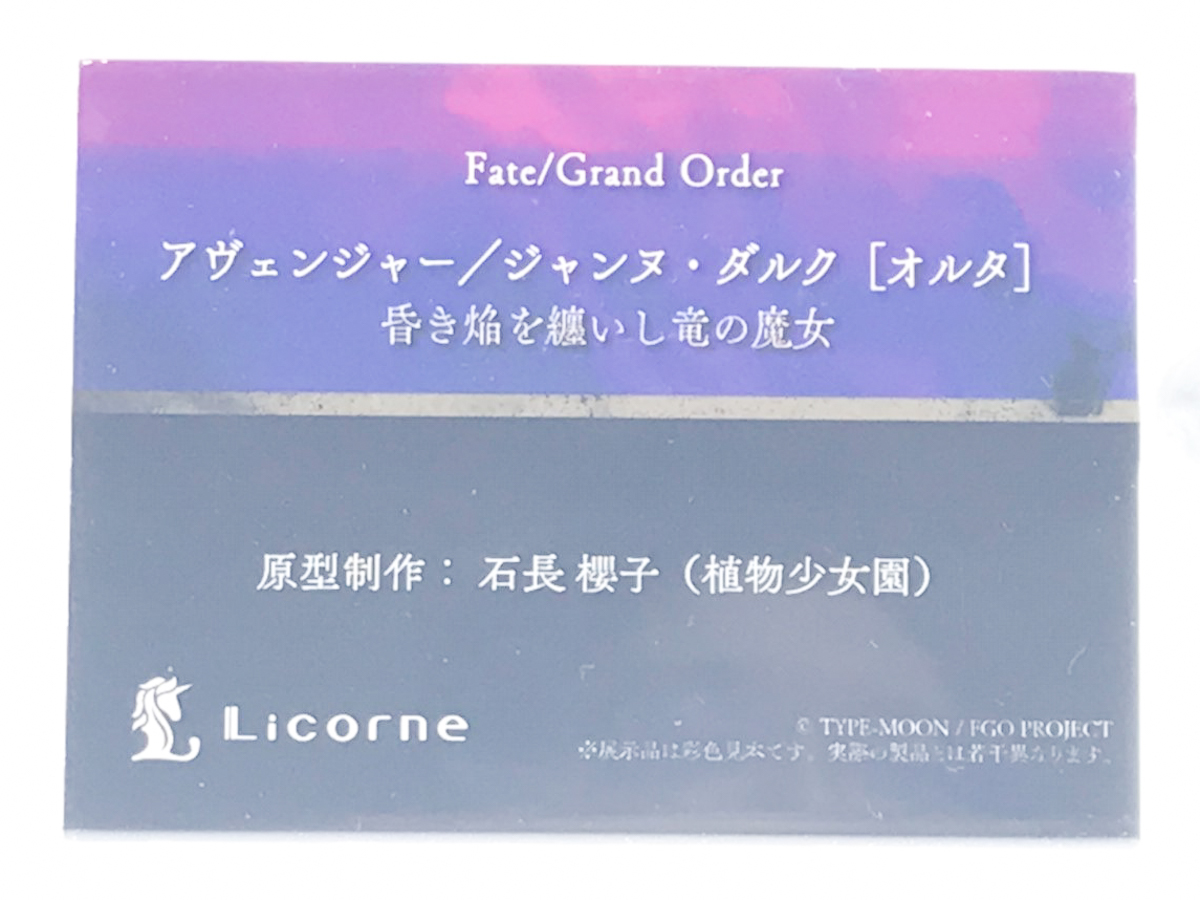 Fate/Grand Order
アヴェンジャー／ジャンヌ・ダルク［オルタ］
昏き焔を纏いし竜の魔女
原型制作：石長 櫻子（植物少女園）
Licorne
© TYPE-MOON / FGO PROJECT
※展示品は彩色見本です。実際の製品とは若干異なります。